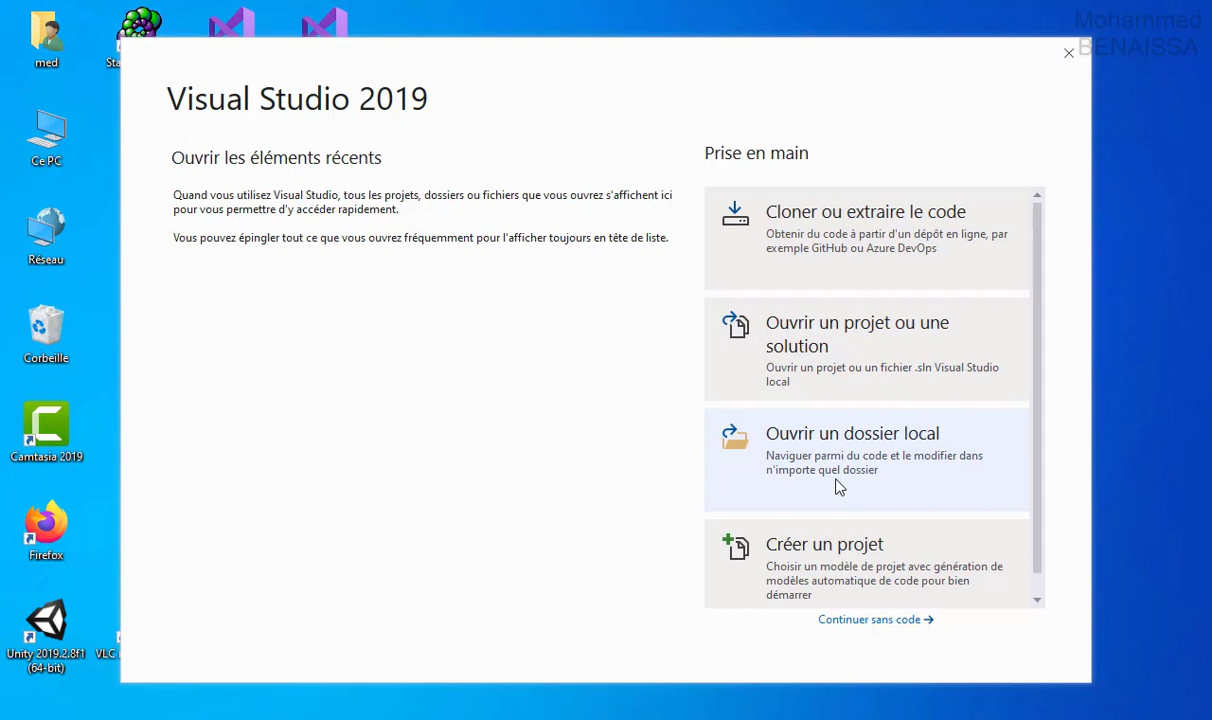 Mohammed
BENAISSA
med
Sta
Visual Studio 2019
Ouvrir les éléments récents
Quand vous utilisez Visual Studio, tous les projets, dossiers ou fichiers que vous ouvrez s'affichent ici
pour vous permettre d'y accéder rapidement.
Vous pouvez épingler tout ce que vous ouvrez fréquemment pour l'afficher toujours en tête de liste.
Prise en main
Cloner ou extraire le code
Obtenir du code à partir d'un dépôt en ligne, par
exemple GitHub ou Azure DevOps
Ouvrir un projet ou une
solution
Ouvrir un projet ou un fichier .sln Visual Studio
local
Ouvrir un dossier local
Naviguer parmi du code et le modifier dans
n'importe quel dossier
Créer un projet
Choisir un modèle de projet avec génération de
modèles automatique de code pour bien
démarrer
Continuer sans code →
Ce PC
Réseau
Corbeille
Camtasia 2019
Firefox
Unity 2019.2.8f1
(64-bit)
VLC